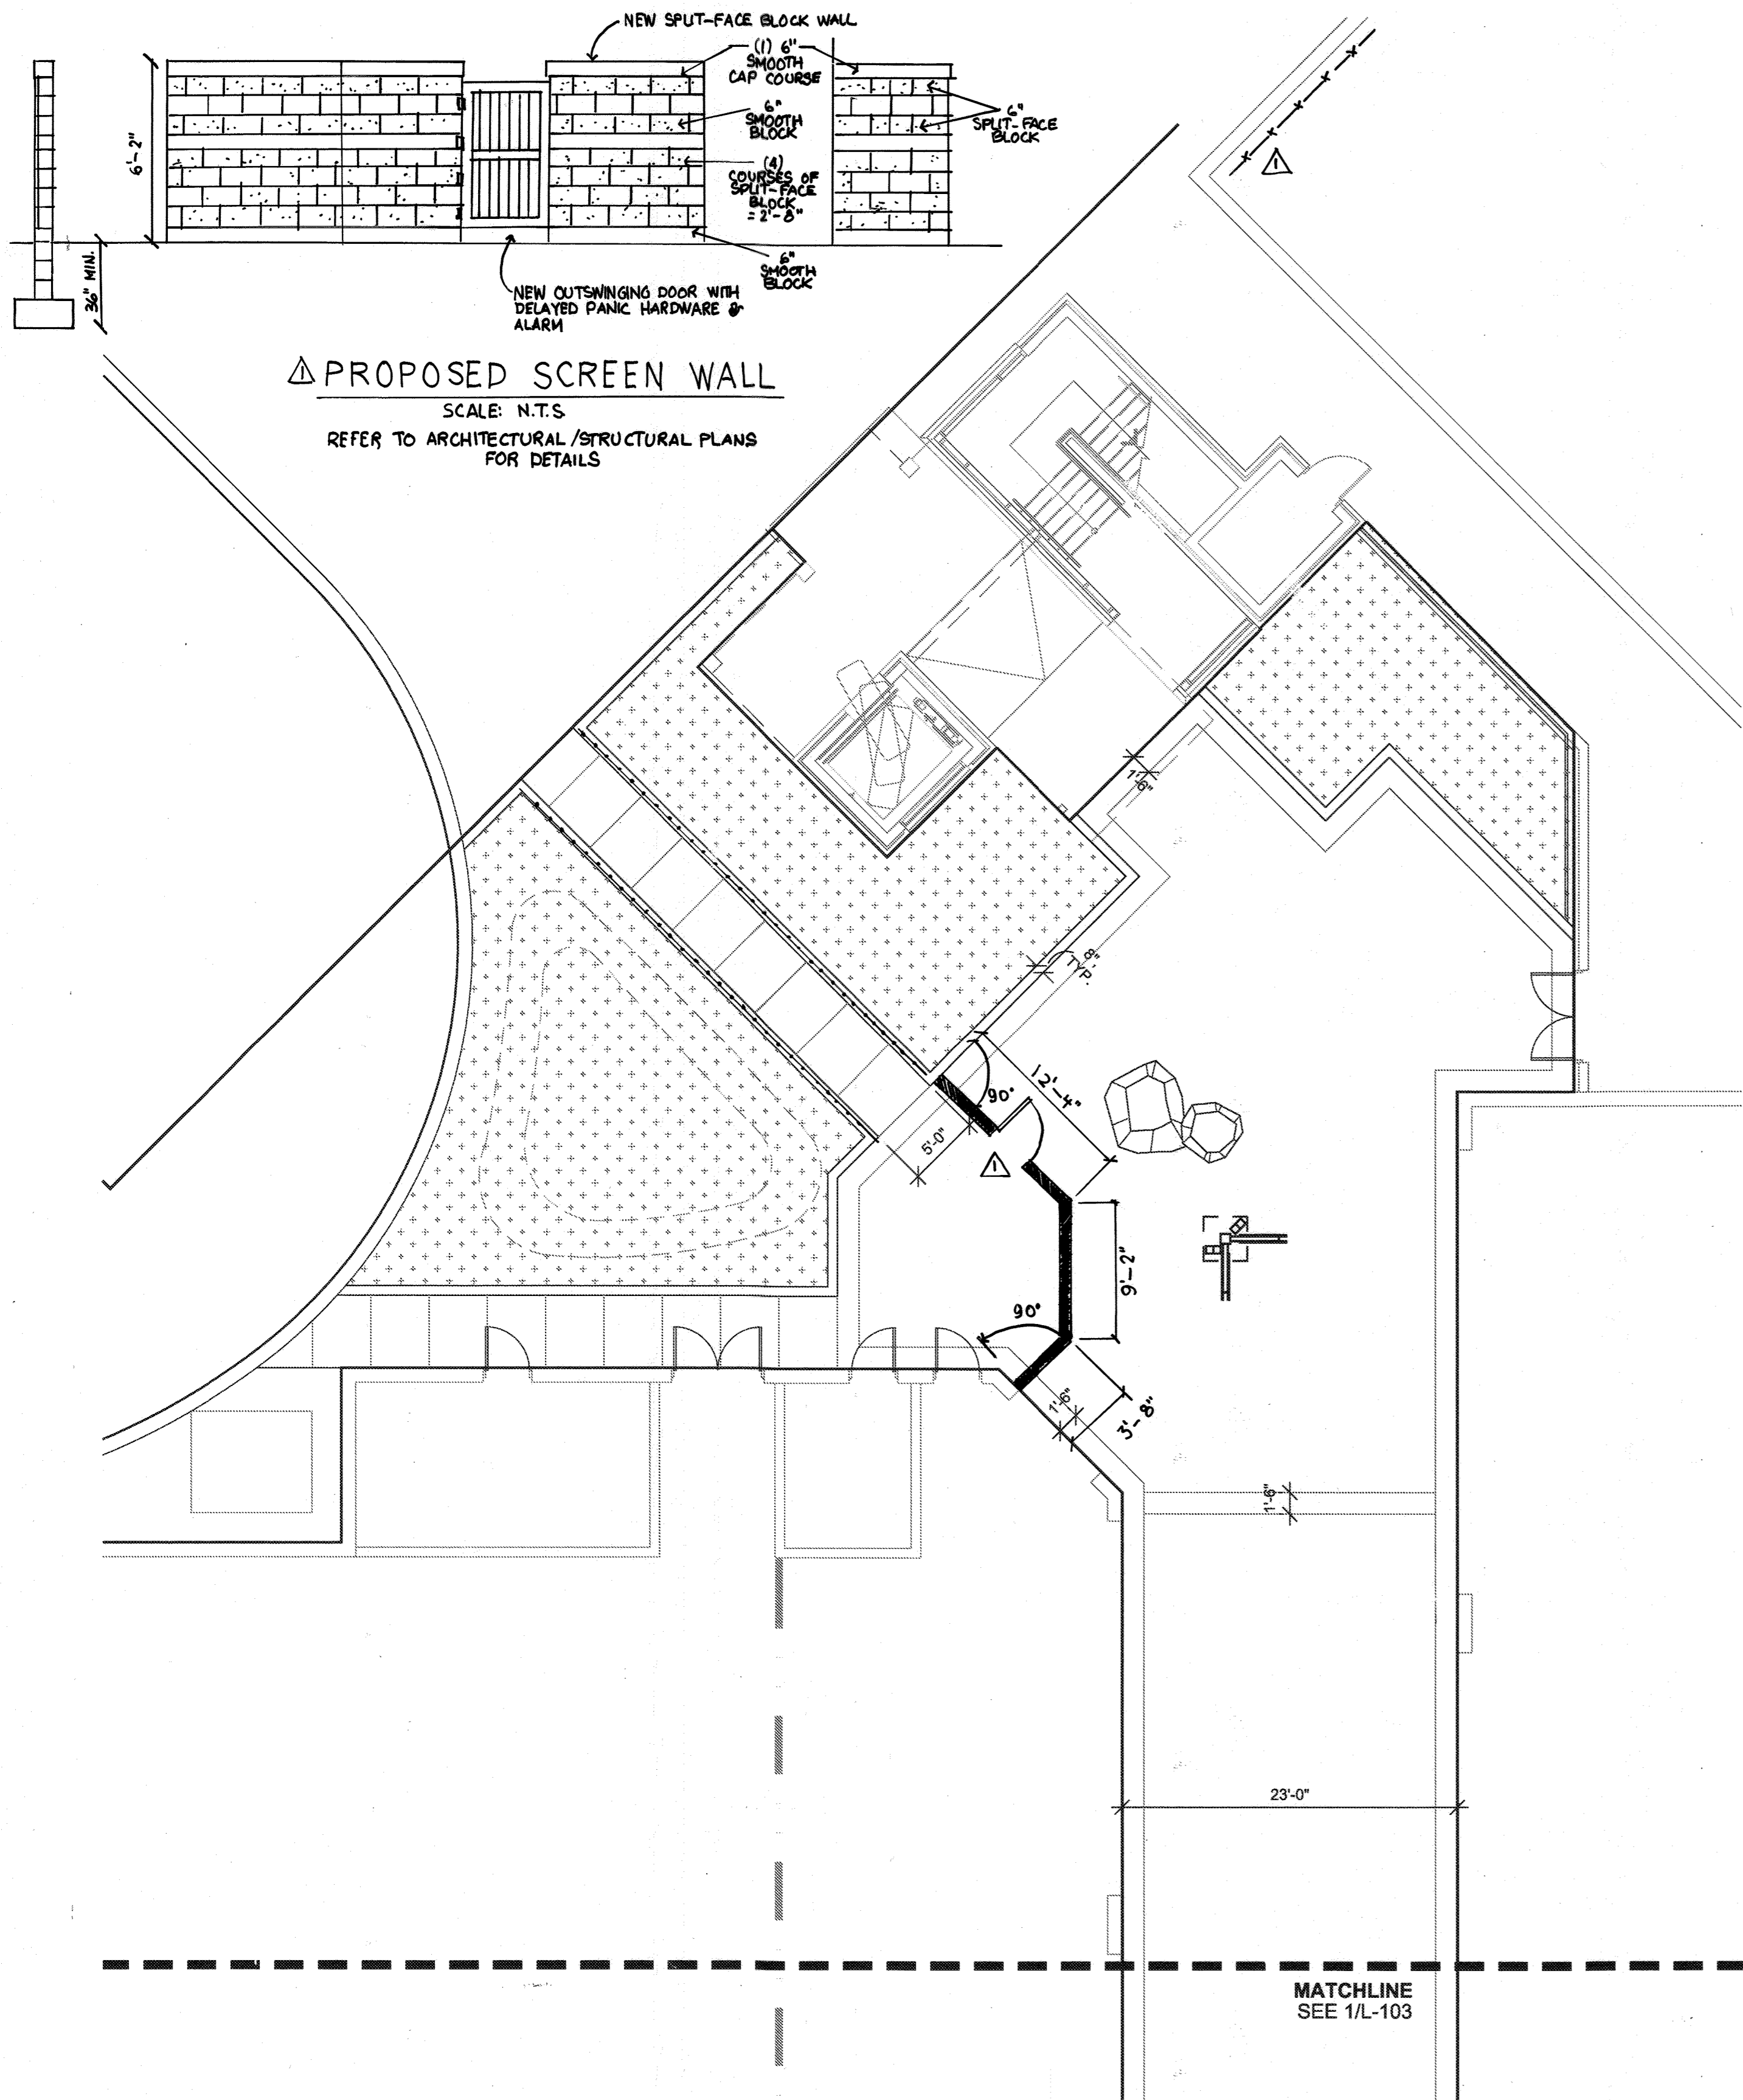 NEW SPLIT-FACE BLOCK WALL
(1) 6"
SMOOTH
CAP COURSE
6"
SMOOTH
BLOCK
6"
SPLIT-FACE
BLOCK
6'-2"
(4)
COURSES OF
SPLIT-FACE
BLOCK
= 2'-8"
36" MIN.
6"
SMOOTH
BLOCK
NEW OUTSWINGING DOOR WITH
DELAYED PANIC HARDWARE &
ALARM
1
1 PROPOSED SCREEN WALL
SCALE: N.T.S
REFER TO ARCHITECTURAL/STRUCTURAL PLANS
FOR DETAILS
1'-6"
8"
TYP.
12'-4"
90°
5'-0"
1
9'-2"
90°
1'-6"
3'-8"
1'-6"
23'-0"
MATCHLINE
SEE 1/L-103